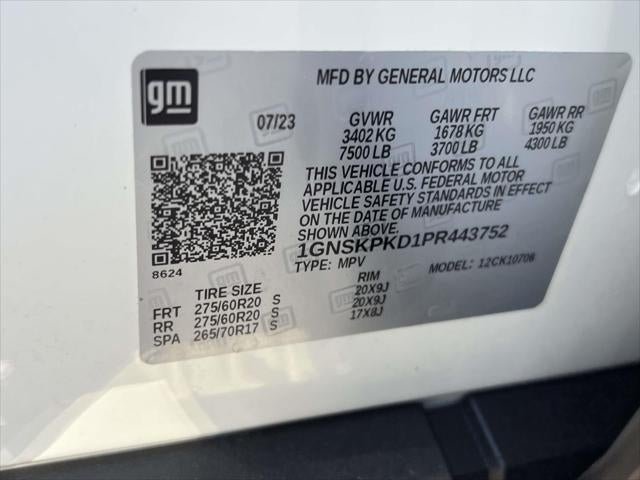 gm
MFD BY GENERAL MOTORS LLC
07/23 GVWR GAWR FRT GAWR RR
3402 KG 1678 KG 1950 KG
7500 LB 3700 LB 4300 LB
THIS VEHICLE CONFORMS TO ALL
APPLICABLE U.S. FEDERAL MOTOR
VEHICLE SAFETY STANDARDS IN EFFECT
ON THE DATE OF MANUFACTURE
SHOWN ABOVE.
1GNSKPKD1PR443752
TYPE: MPV MODEL: 12CK10706
8624
TIRE SIZE RIM
FRT 275/60R20 S 20X9J
RR 275/60R20 S 20X9J
SPA 265/70R17 S 17X8J